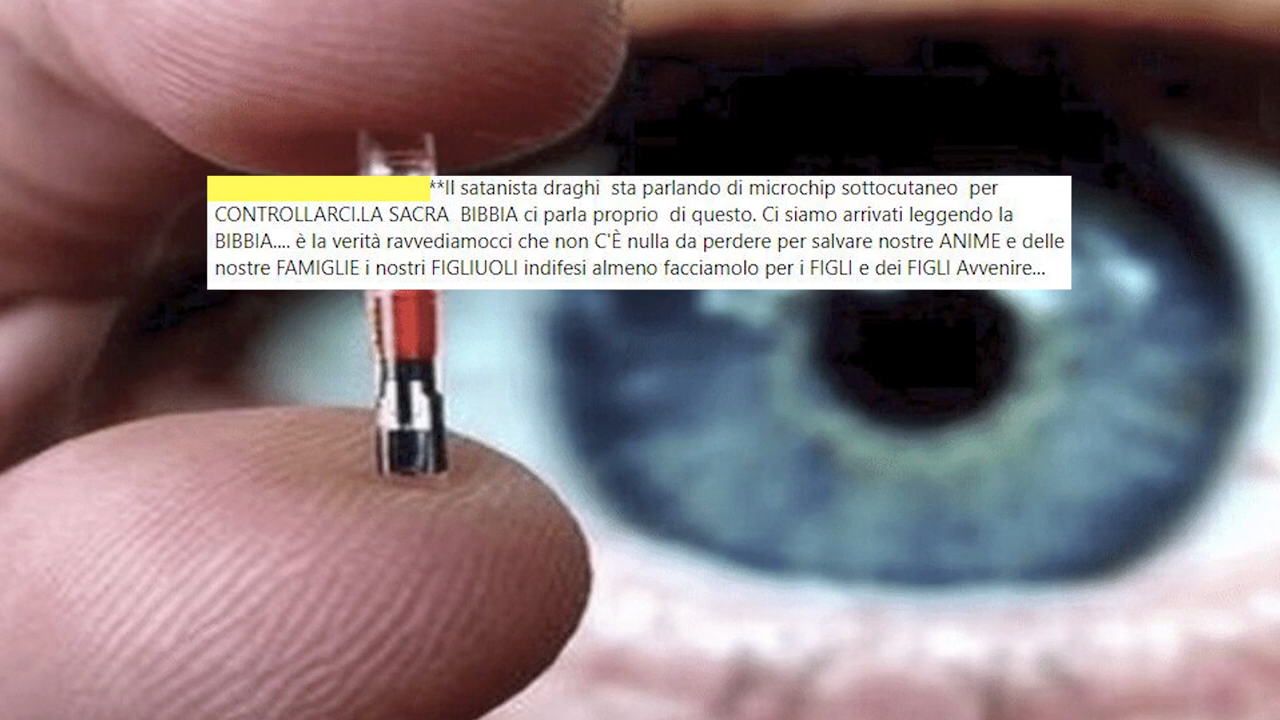 **Il satanista draghi sta parlando di microchip sottocutaneo per
CONTROLLARCI.LA SACRA BIBBIA ci parla proprio di questo. Ci siamo arrivati leggendo la
BIBBIA.... è la verità ravvediamocci che non C'È nulla da perdere per salvare nostre ANIME e delle
nostre FAMIGLIE i nostri FIGLIUOLI indifesi almeno facciamolo per i FIGLI e dei FIGLI Avvenire...